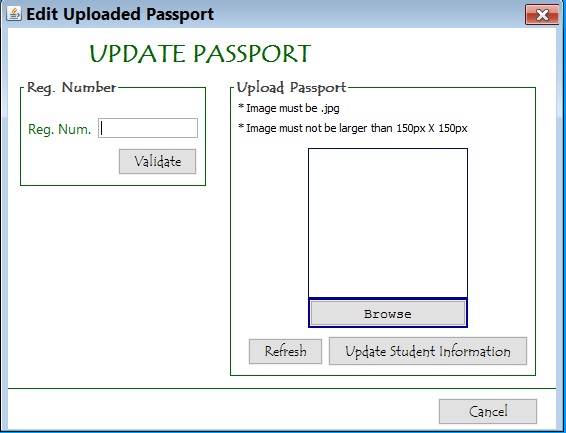 Edit Uploaded Passport
UPDATE PASSPORT
Reg. Number
Reg. Num.
Validate
Upload Passport
* Image must be .jpg
* Image must not be larger than 150px X 150px
Browse
Refresh
Update Student Information
Cancel